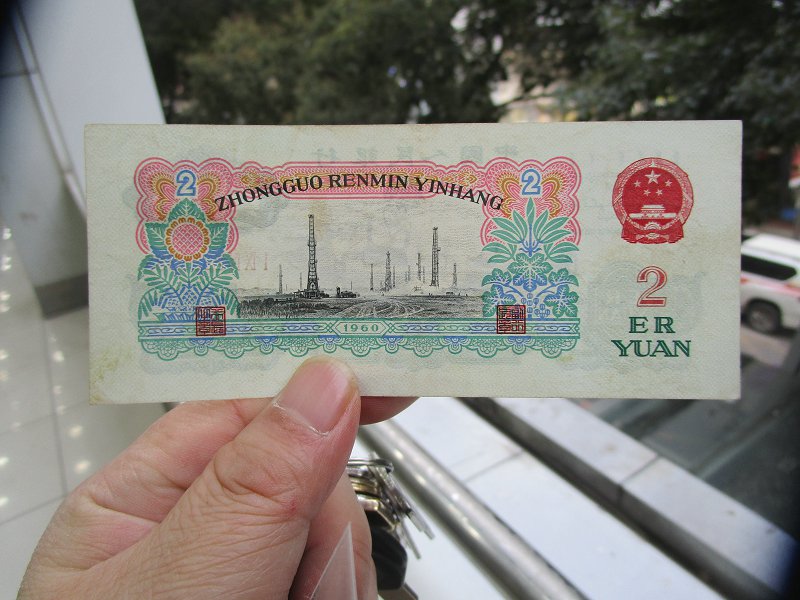 2 ZHONGGUO RENMIN YINHANG 2
1960
2
ER
YUAN